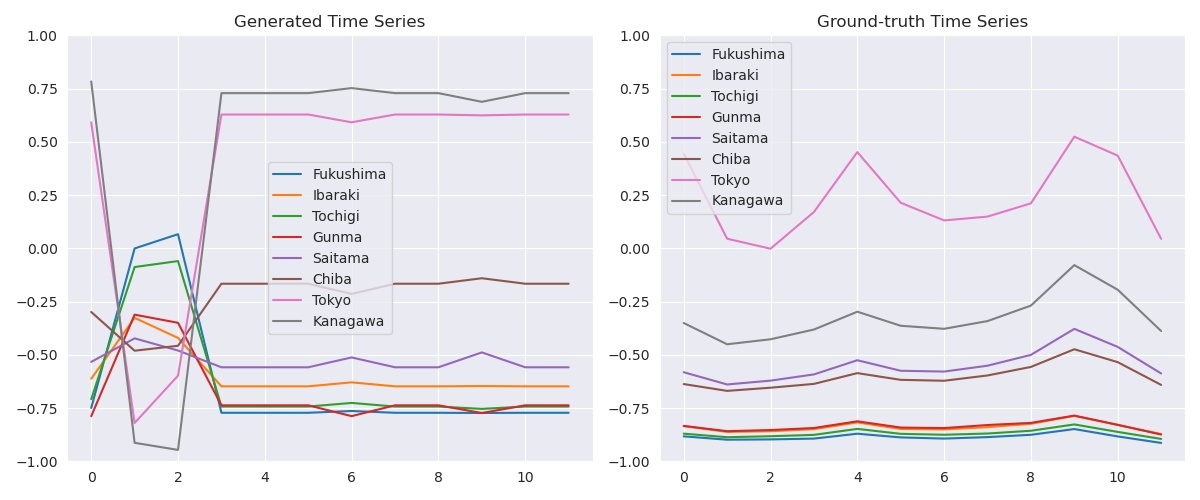 Generated Time Series
1.00
0.75
0.50
0.25
0.00
−0.25
−0.50
−0.75
−1.00
0
2
4
6
8
10
Fukushima
Ibaraki
Tochigi
Gunma
Saitama
Chiba
Tokyo
Kanagawa
Ground-truth Time Series
1.00
0.75
0.50
0.25
0.00
−0.25
−0.50
−0.75
−1.00
0
2
4
6
8
10
Fukushima
Ibaraki
Tochigi
Gunma
Saitama
Chiba
Tokyo
Kanagawa